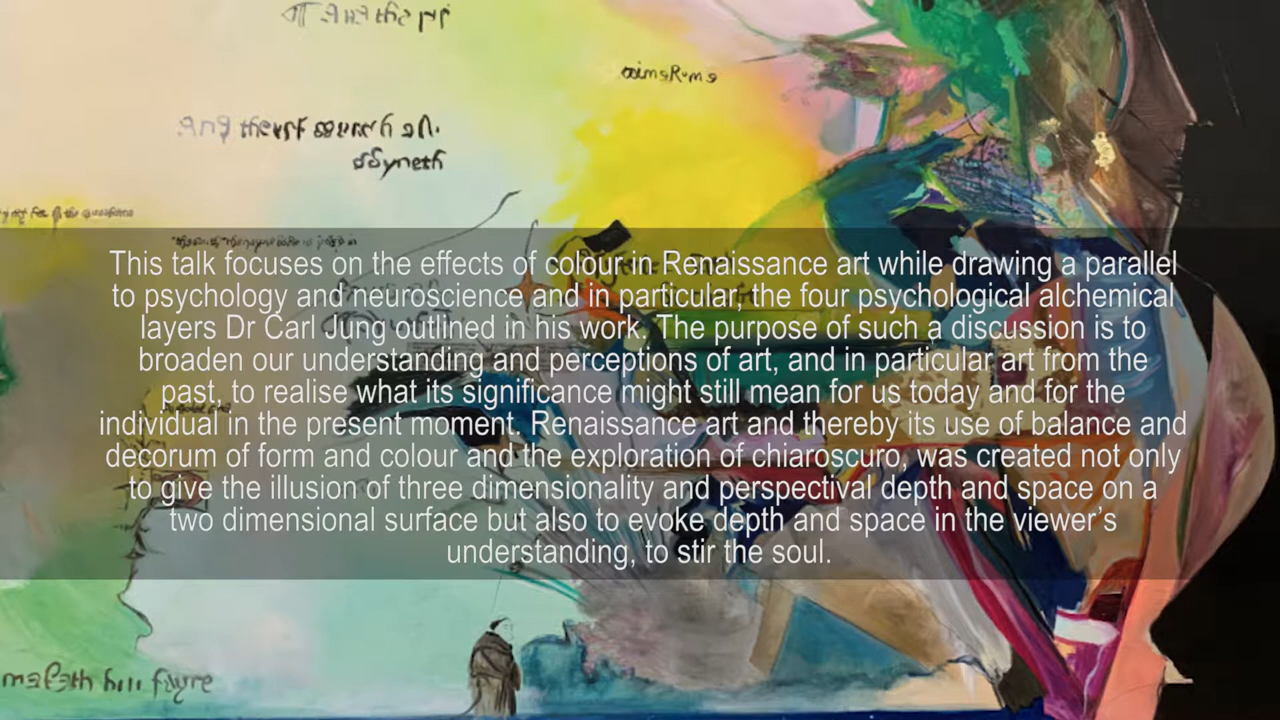 This talk focuses on the effects of colour in Renaissance art while drawing a parallel
to psychology and neuroscience and in particular, the four psychological alchemical
layers Dr Carl Jung outlined in his work. The purpose of such a discussion is to
broaden our understanding and perceptions of art, and in particular art from the
past, to realise what its significance might still mean for us today and for the
individual in the present moment. Renaissance art and thereby its use of balance and
decorum of form and colour and the exploration of chiaroscuro, was created not only
to give the illusion of three dimensionality and perspectival depth and space on a
two dimensional surface but also to evoke depth and space in the viewer’s
understanding, to stir the soul.